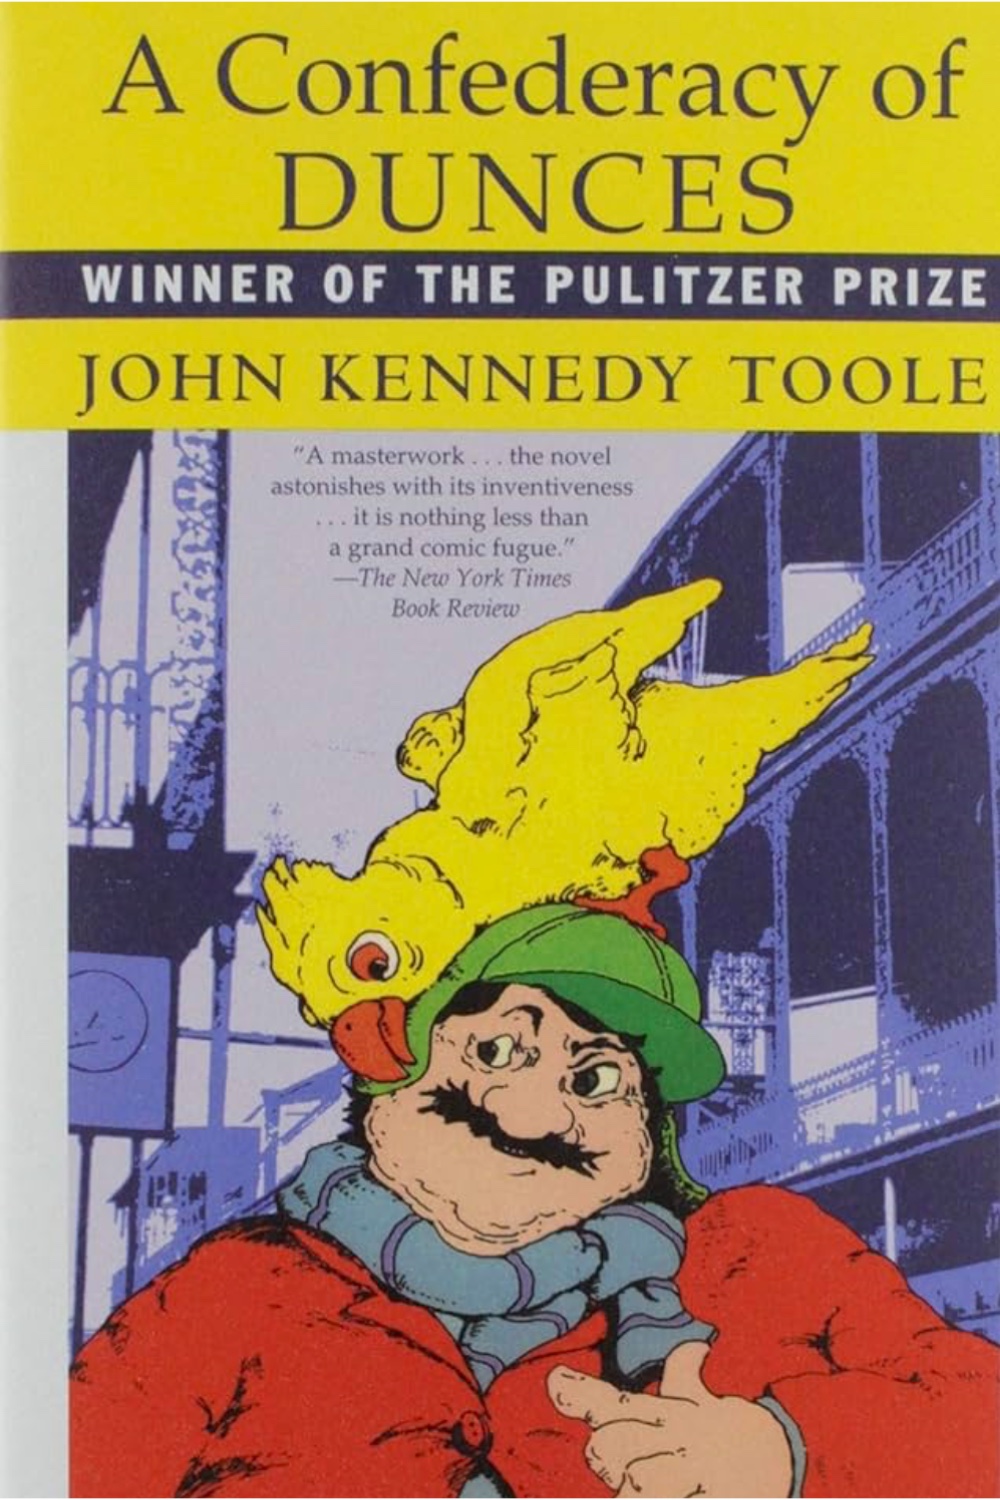 A Confederacy of
DUNCES
WINNER OF THE PULITZER PRIZE
JOHN KENNEDY TOOLE
“A masterwork . . . the novel
astonishes with its inventiveness
. . . it is nothing less than
a grand comic fugue.”
—The New York Times
Book Review